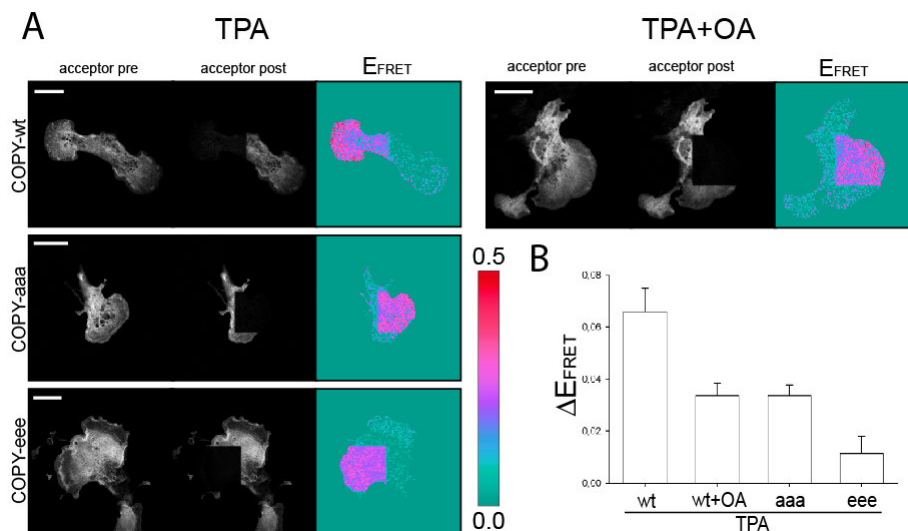 A
TPA
TPA+OA
acceptor pre
acceptor post
EFRET
acceptor pre
acceptor post
EFRET
COPY-wt
COPY-aaa
COPY-eee
0.5
0.0
B
0,08
0,06
0,04
0,02
0,00
ΔEFRET
wt
wt+OA
aaa
eee
TPA